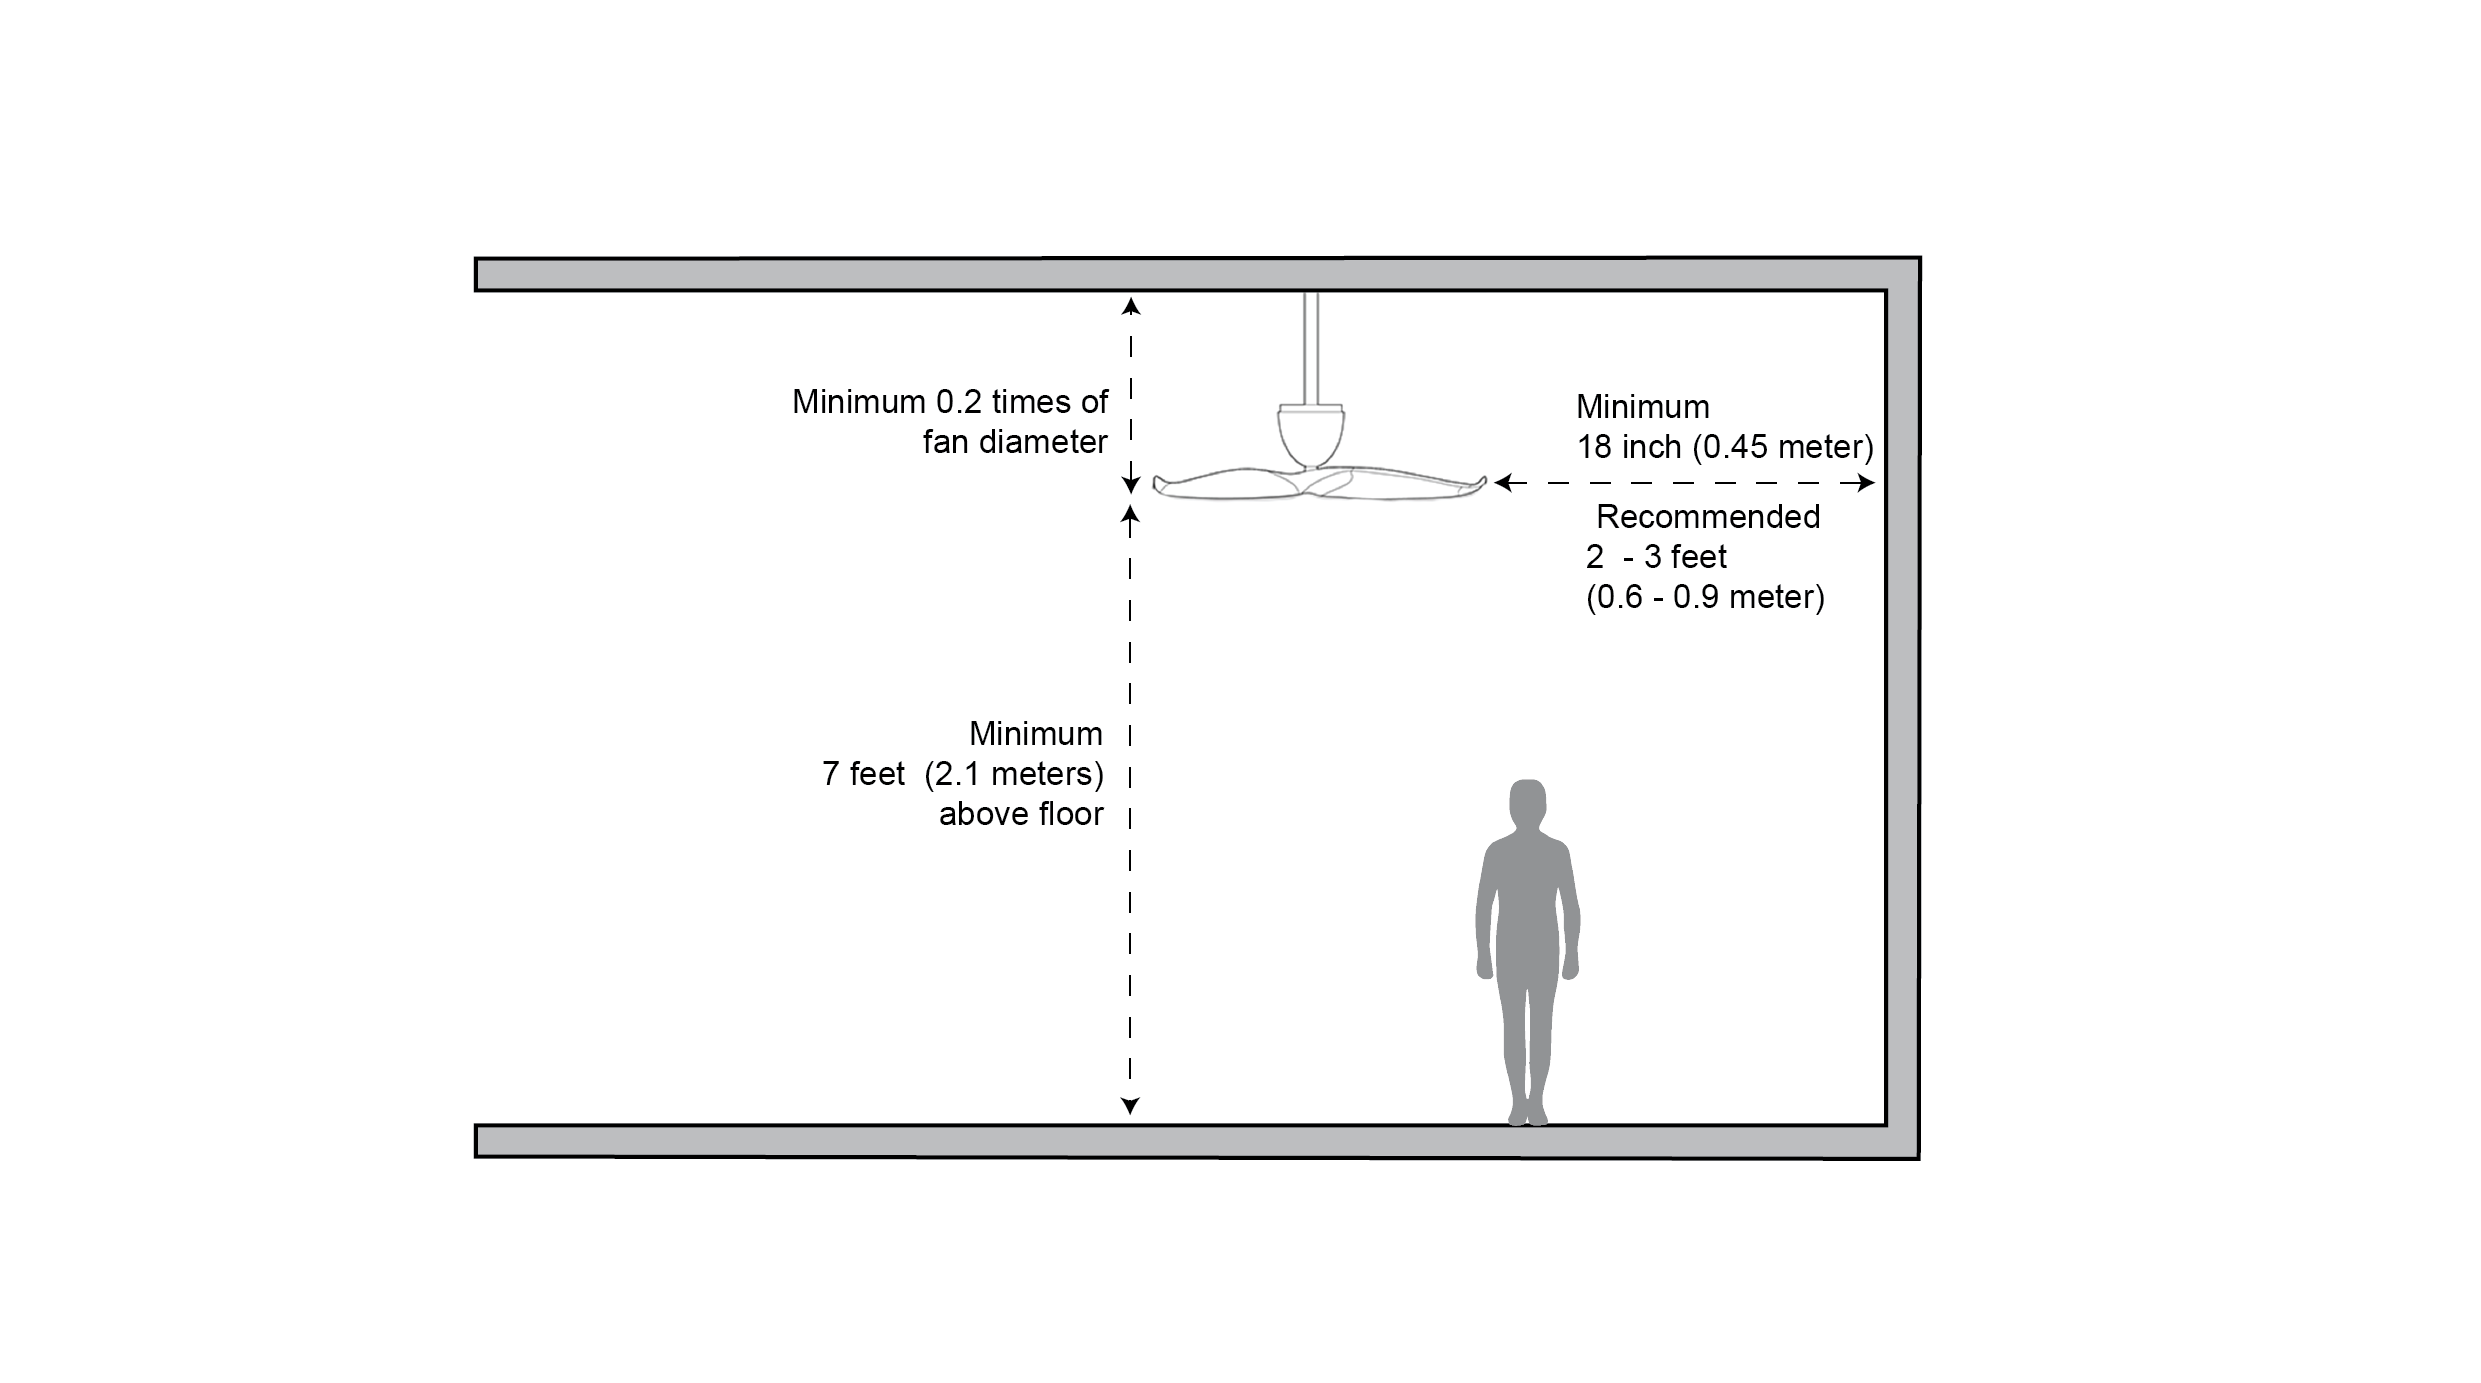 Minimum 0.2 times of
fan diameter
Minimum
18 inch (0.45 meter)
Recommended
2  - 3 feet
(0.6 - 0.9 meter)
Minimum
7 feet  (2.1 meters)
above floor